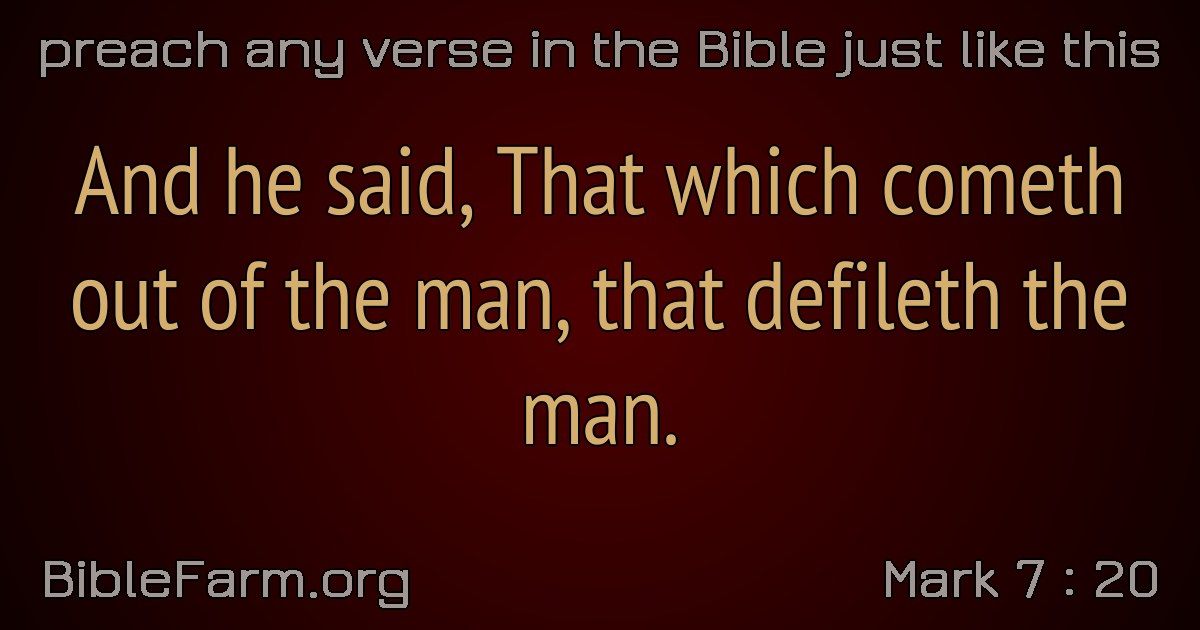 preach any verse in the Bible just like this
And he said, That which cometh
out of the man, that defileth the
man.
BibleFarm.org
Mark 7 : 20